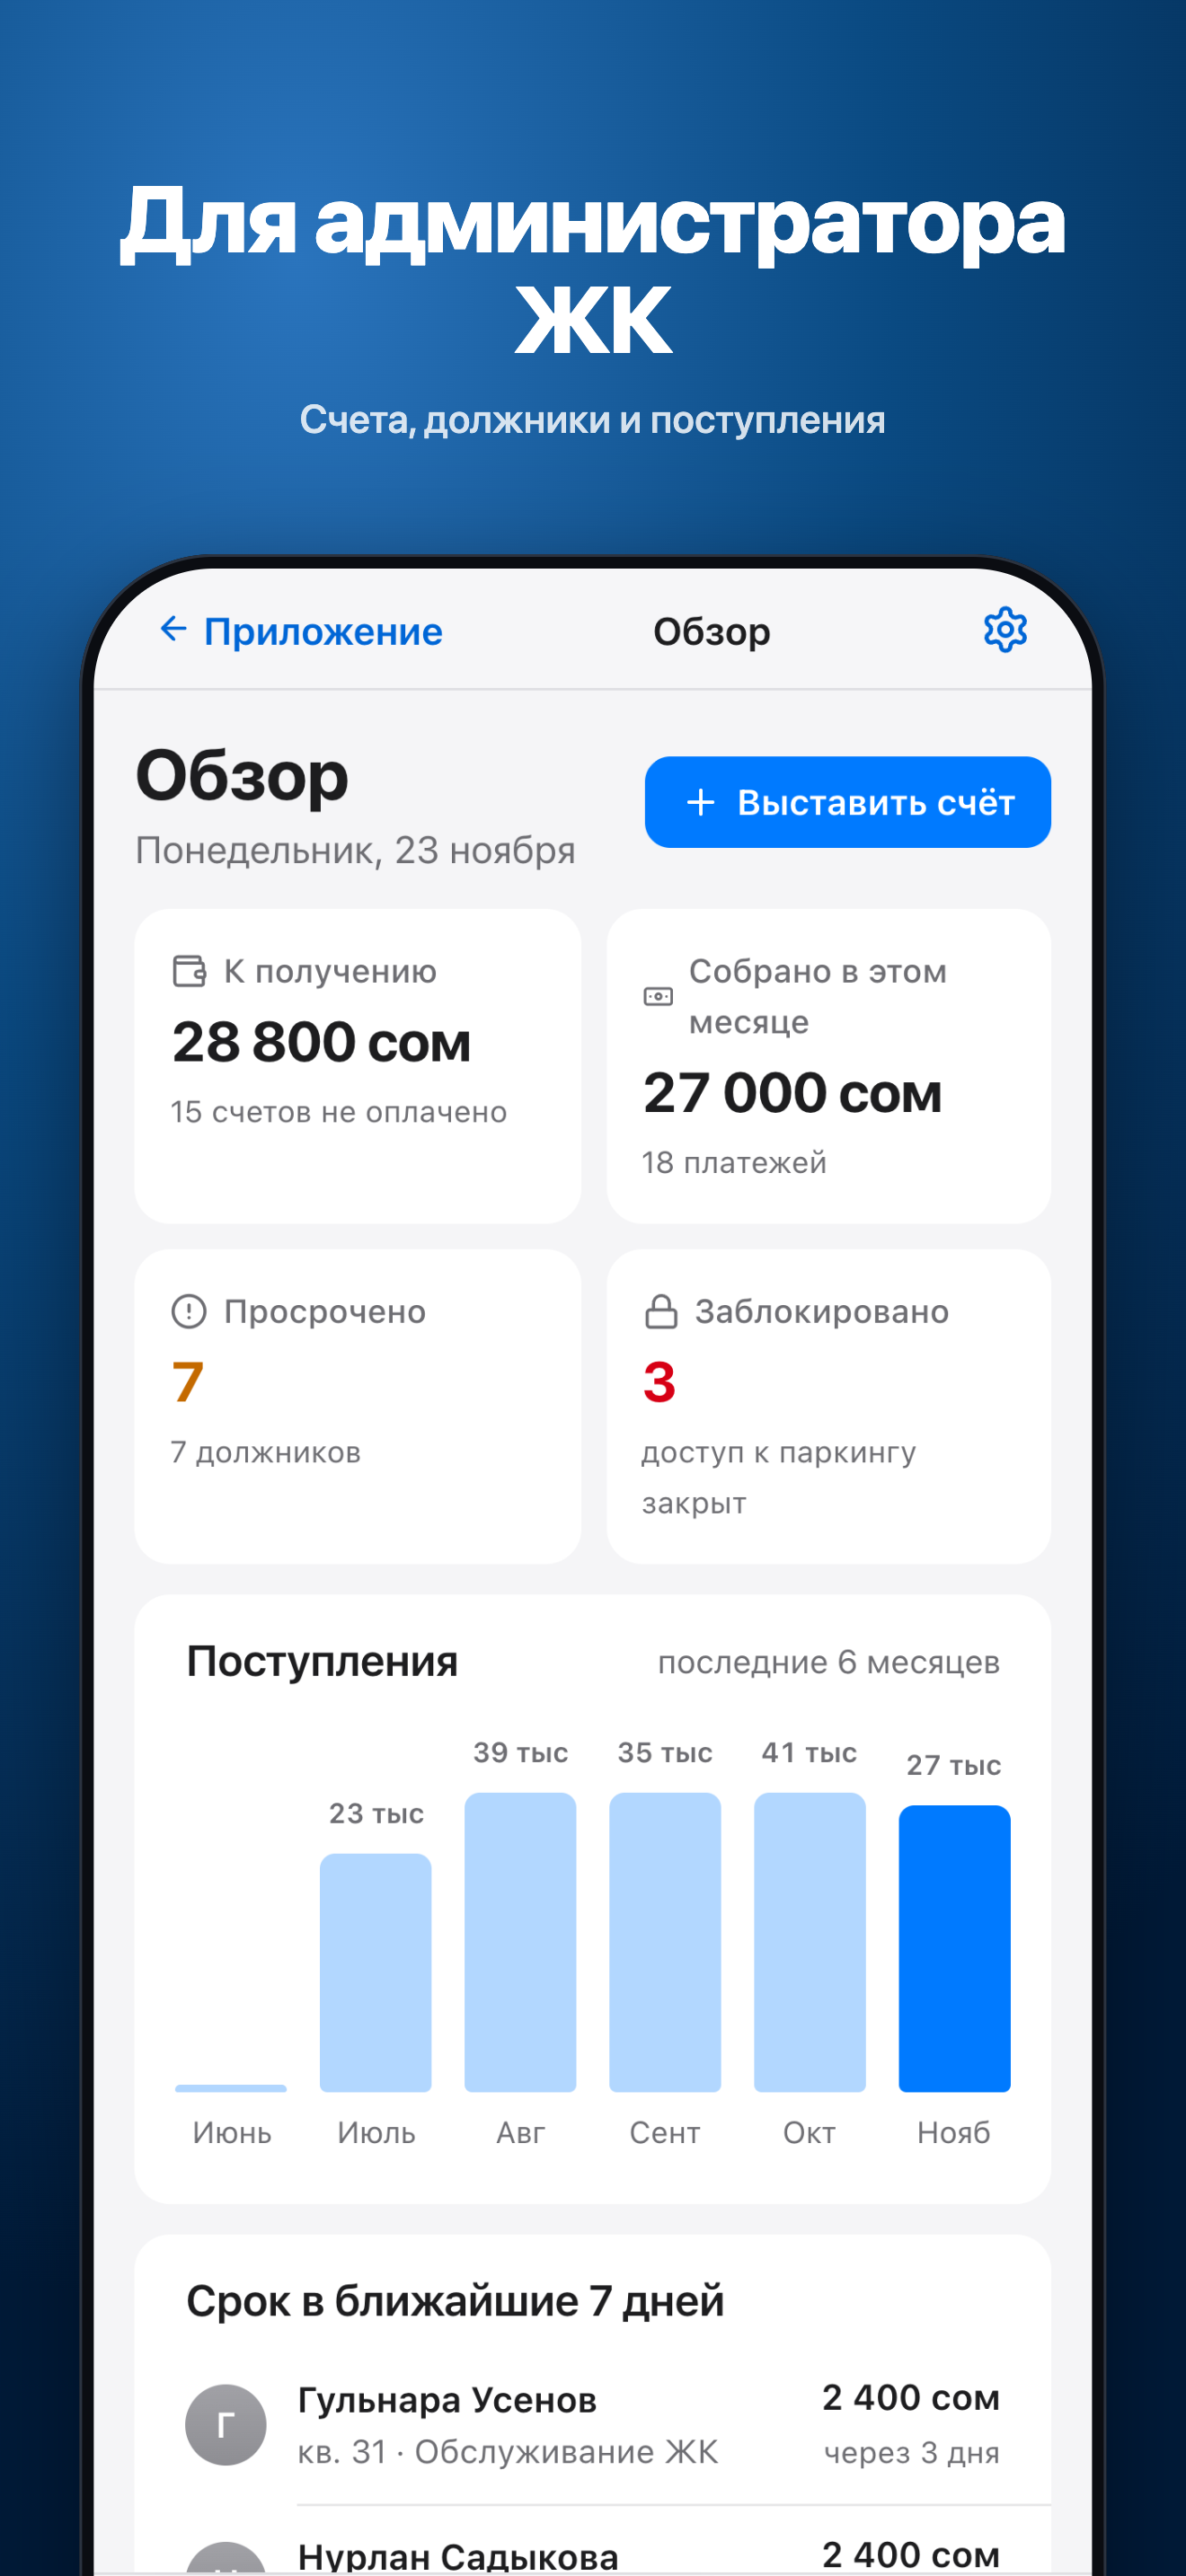 Для администратора
ЖК
Счета, должники и поступления
Приложение
Обзор
Обзор
Выставить счёт
Понедельник, 23 ноября
К получению
28 800 сом
15 счетов не оплачено
Собрано в этом
месяце
27 000 сом
18 платежей
Просрочено
7
7 должников
Заблокировано
3
доступ к паркингу
закрыт
Поступления
последние 6 месяцев
23 тыс
39 тыс
35 тыс
41 тыс
27 тыс
Июнь
Июль
Авг
Сент
Окт
Нояб
Срок в ближайшие 7 дней
Г
Гульнара Усенов
2 400 сом
кв. 31 · Обслуживание ЖК
через 3 дня
Нурлан Садыкова
2 400 сом